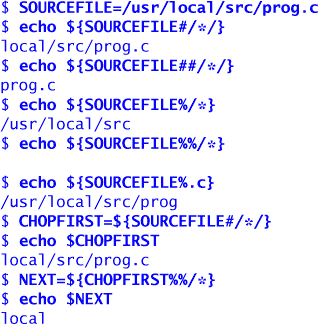 $ SOURCEFILE=/usr/local/src/prog.c
$ echo ${SOURCEFILE#/*/}
local/src/prog.c
$ echo ${SOURCEFILE##/*/}
prog.c
$ echo ${SOURCEFILE%/*}
/usr/local/src
$ echo ${SOURCEFILE%%/*}

$ echo ${SOURCEFILE%.c}
/usr/local/src/prog
$ CHOPFIRST=${SOURCEFILE#/*/}
$ echo $CHOPFIRST
local/src/prog.c
$ NEXT=${CHOPFIRST%%/*}
$ echo $NEXT
local